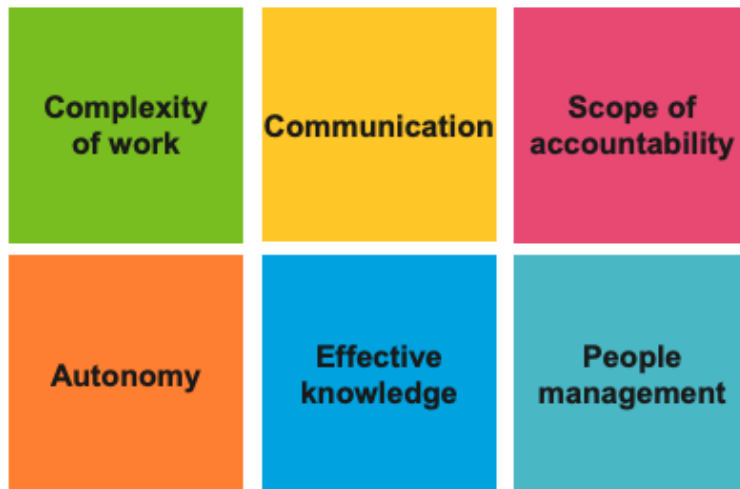 Complexity
of work
Communication
Scope of
accountability
Autonomy
Effective
knowledge
People
management